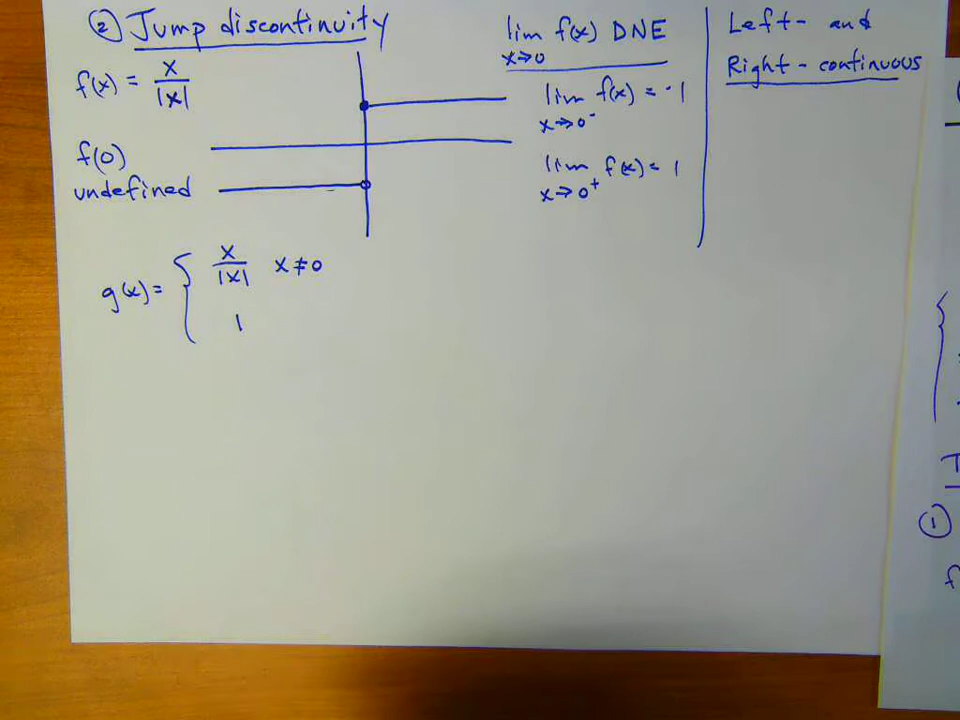 ② Jump discontinuity
f(x) = x/|x|
f(0)
undefined
lim f(x) DNE
x→0
lim f(x) = -1
x→0⁻
lim f(x) = 1
x→0⁺
Left- and
Right-continuous
g(x) = { x/|x| x≠0
1
①
f